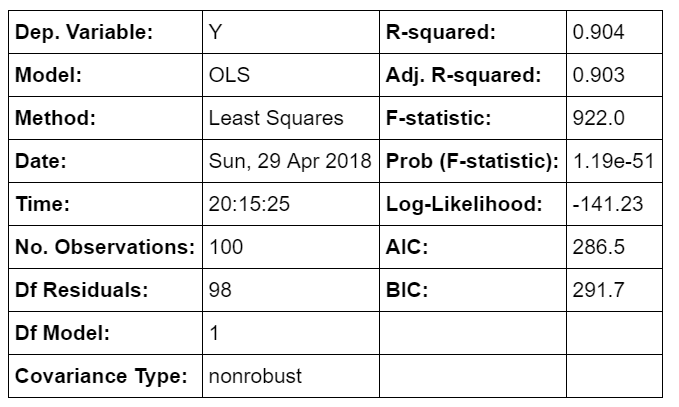 Dep. Variable: Y R-squared: 0.904
Model: OLS Adj. R-squared: 0.903
Method: Least Squares F-statistic: 922.0
Date: Sun, 29 Apr 2018 Prob (F-statistic): 1.19e-51
Time: 20:15:25 Log-Likelihood: -141.23
No. Observations: 100 AIC: 286.5
Df Residuals: 98 BIC: 291.7
Df Model: 1
Covariance Type: nonrobust